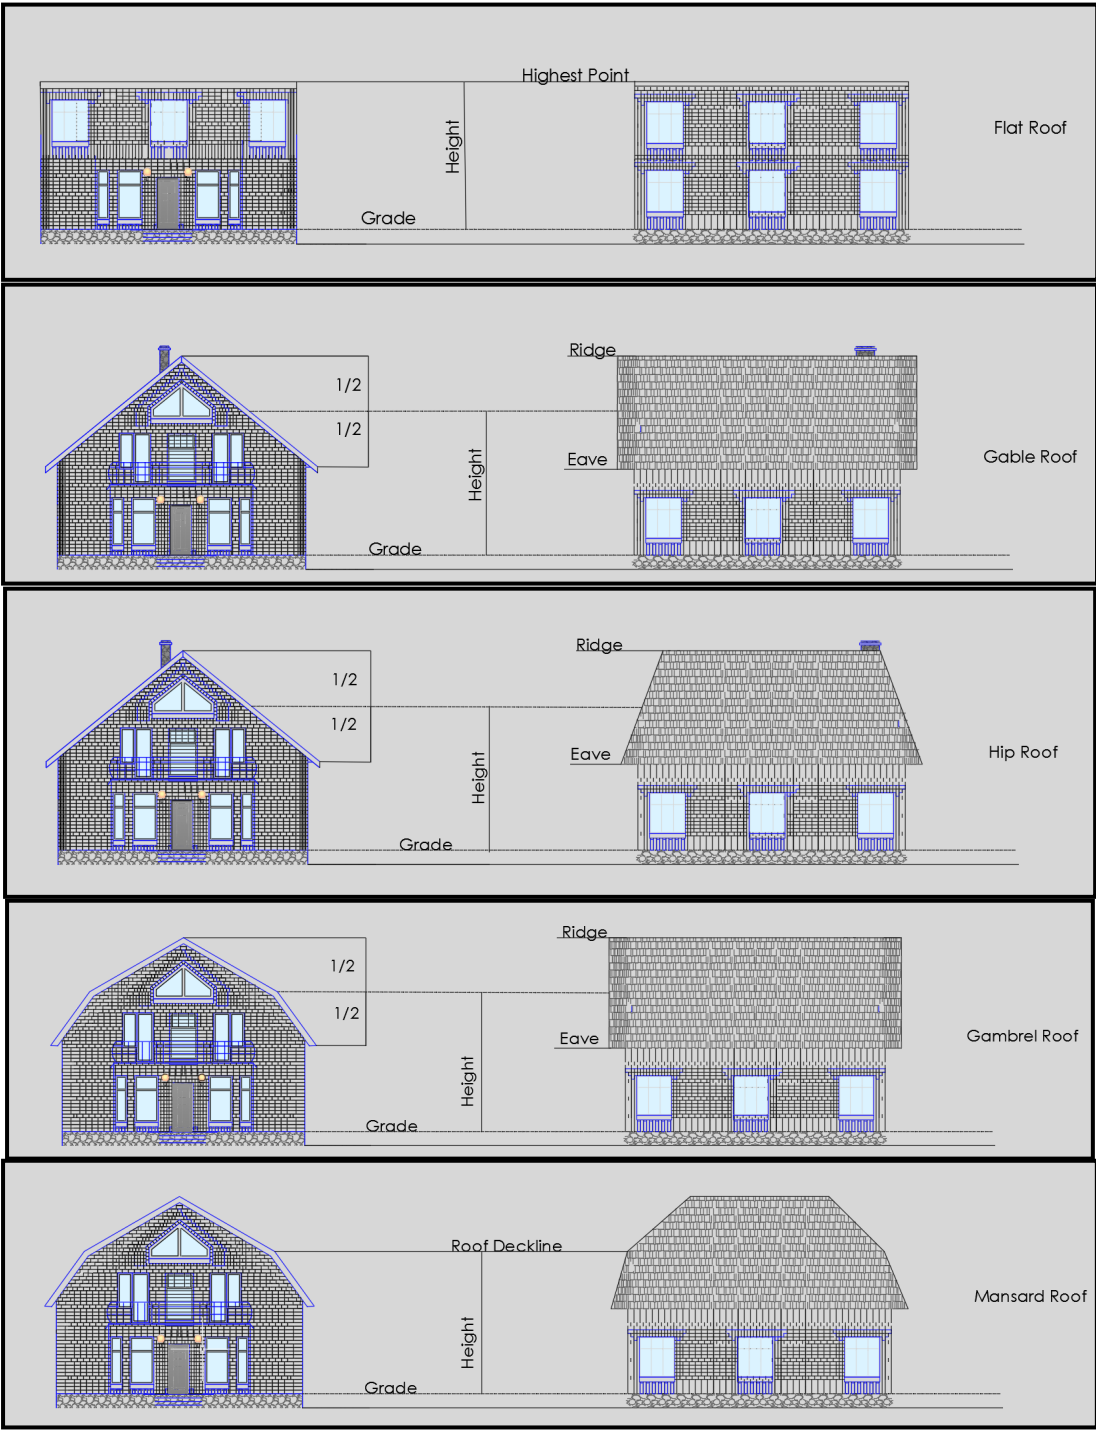 Highest Point
Height
Flat Roof
Grade
Ridge
1/2
1/2
Eave
Height
Gable Roof
Grade
Ridge
1/2
1/2
Eave
Height
Hip Roof
Grade
Ridge
1/2
1/2
Eave
Height
Gambrel Roof
Grade
Roof Deckline
Height
Mansard Roof
Grade